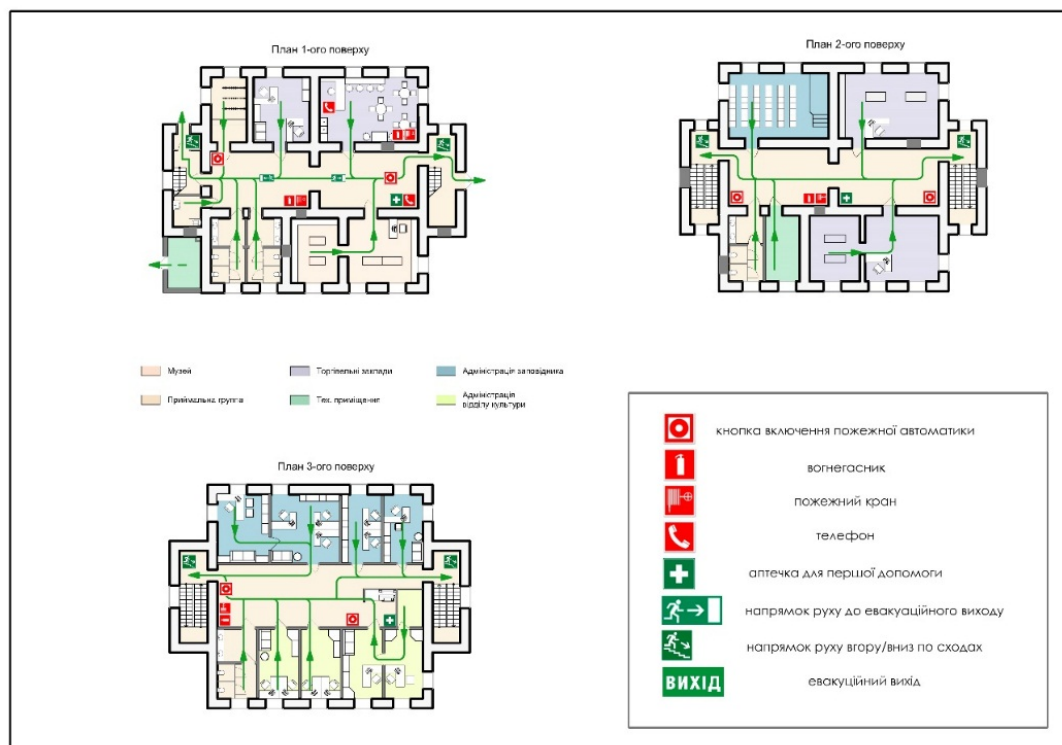 План 1-ого поверху
План 2-ого поверху
Музей
Торгівельні заклади
Адміністрація заповідника
Приймальна группа
Тех. приміщення
Адміністрація
відділу культури
План 3-ого поверху
кнопка включення пожежної автоматики
вогнегасник
пожежний кран
телефон
аптечка для першої допомоги
напрямок руху до евакуаційного виходу
напрямок руху вгору/вниз по сходах
ВИХІД
евакуційний вихід